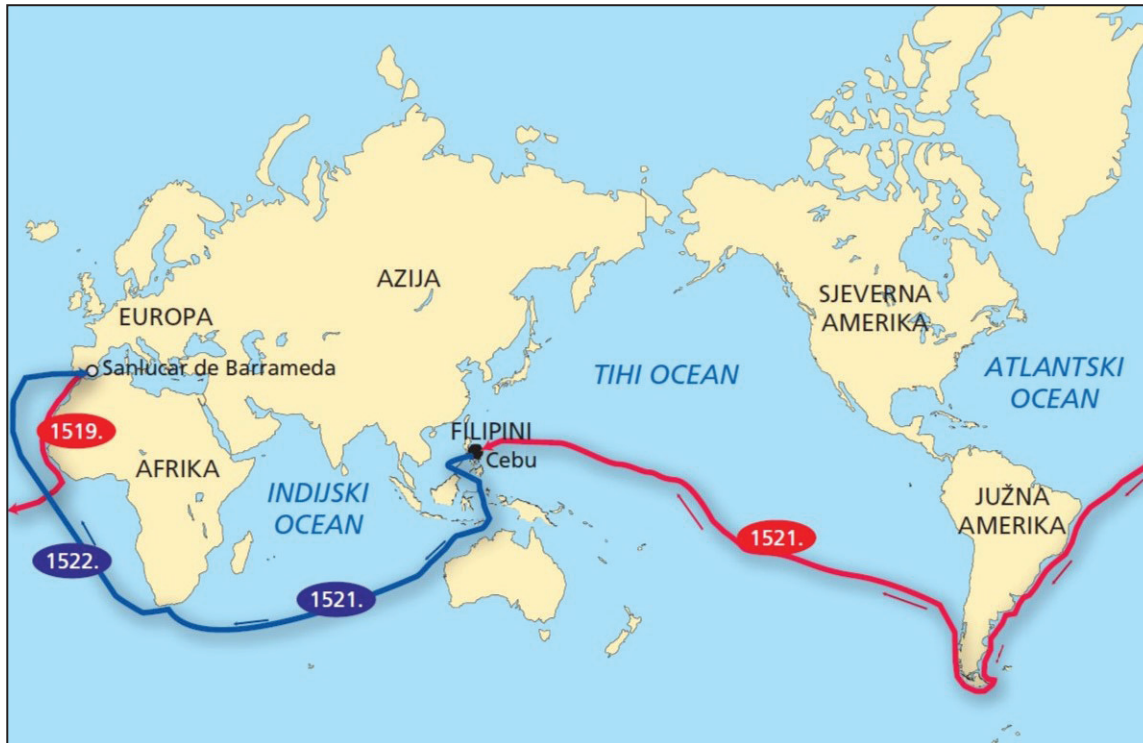 SJEVERNA
AMERIKA
AZIJA
EUROPA
TIHI OCEAN
ATLANTSKI
OCEAN
Sanlucar de Barrameda
1519.
FILIPINI
Cebu
AFRIKA
INDIJSKI
OCEAN
JUŽNA
AMERIKA
1521.
1522.
1521.